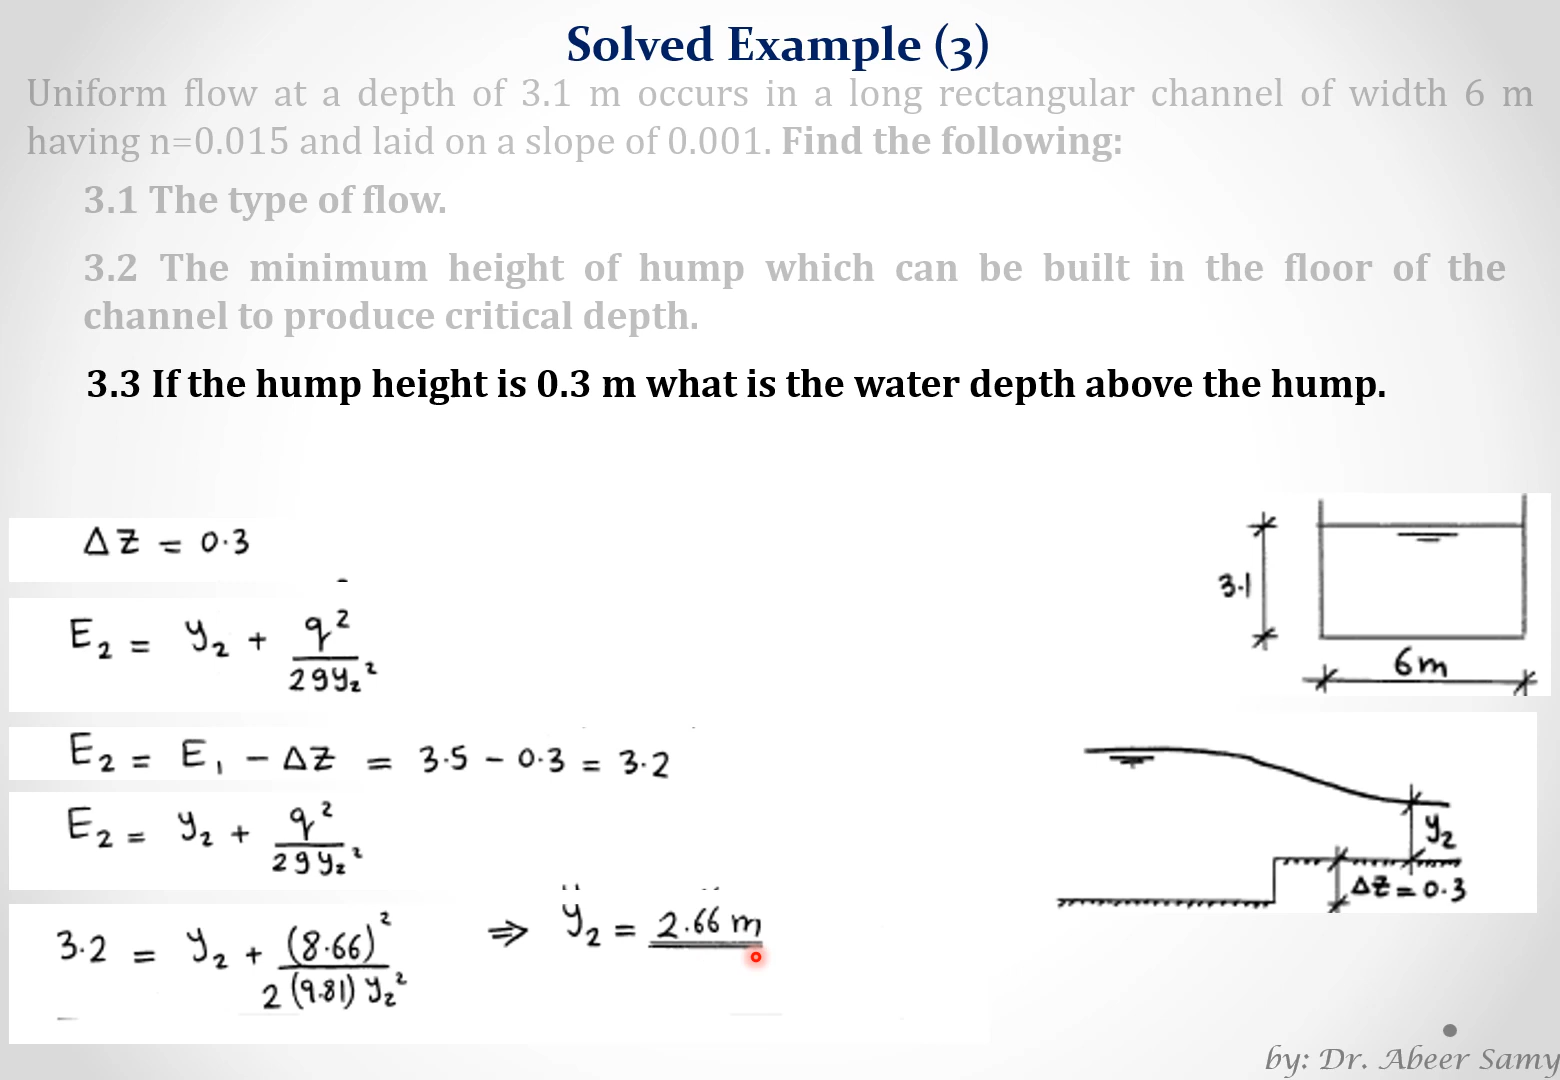 Solved Example (3)
Uniform flow at a depth of 3.1 m occurs in a long rectangular channel of width 6 m
having n=0.015 and laid on a slope of 0.001. Find the following:
3.1 The type of flow.
3.2 The minimum height of hump which can be built in the floor of the
channel to produce critical depth.
3.3 If the hump height is 0.3 m what is the water depth above the hump.
ΔZ = 0.3
E₂ = y₂ + q² / 2gy₂²
E₂ = E₁ - ΔZ = 3.5 - 0.3 = 3.2
E₂ = y₂ + q² / 2gy₂²
3.2 = y₂ + (8.66)² / 2(9.81)y₂² ⇒ y₂ = 2.66 m
3.1
6m
y₂
ΔZ = 0.3
by: Dr. Abeer Samy